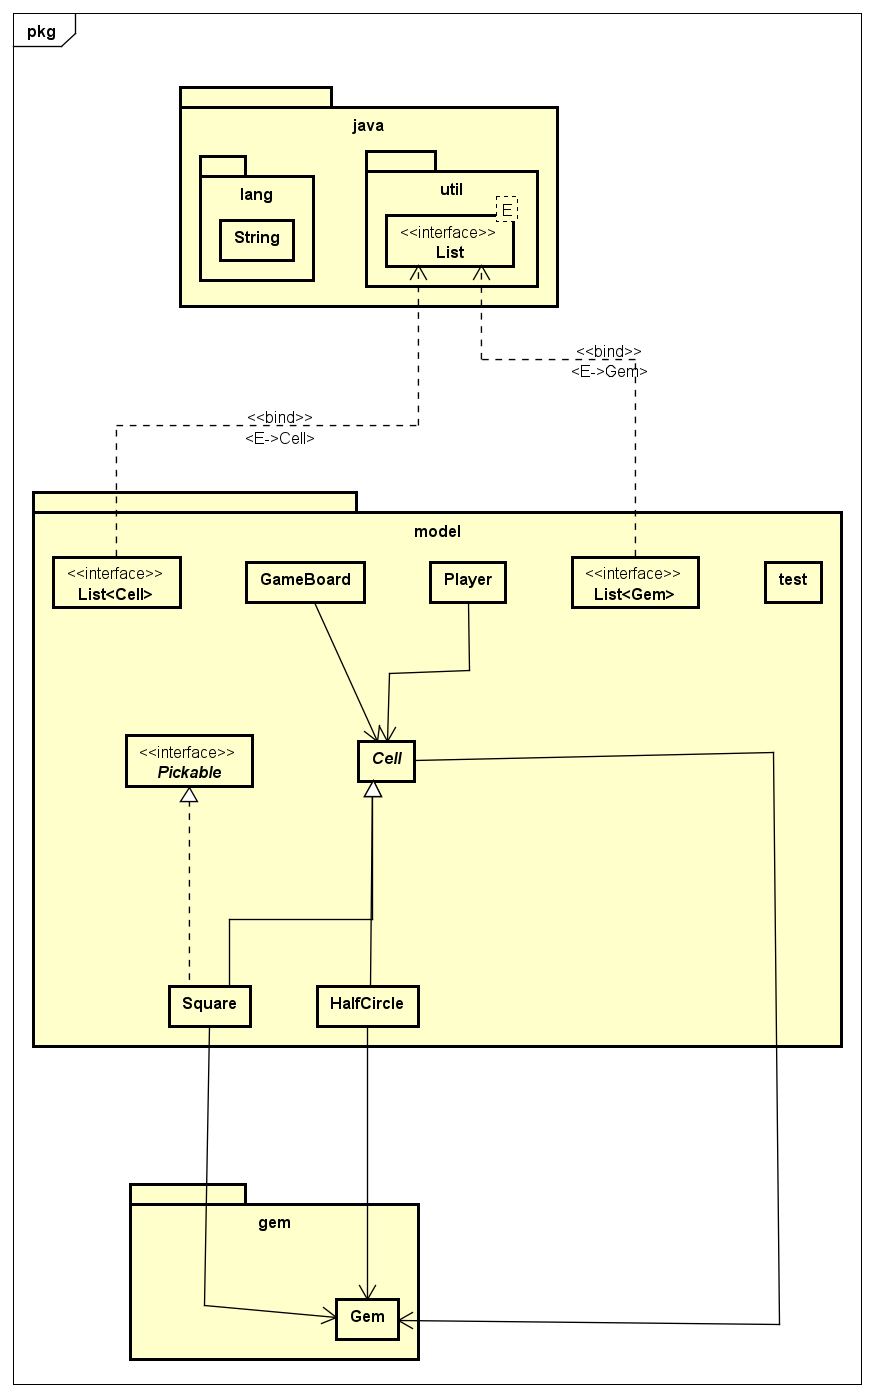 pkg
java
lang
String
util
E
<<interface>>
List
<<bind>>
<E->Gem>
<<bind>>
<E->Cell>
model
<<interface>>
List<Cell>
GameBoard
Player
<<interface>>
List<Gem>
test
<<interface>>
Pickable
Cell
Square
HalfCircle
gem
Gem